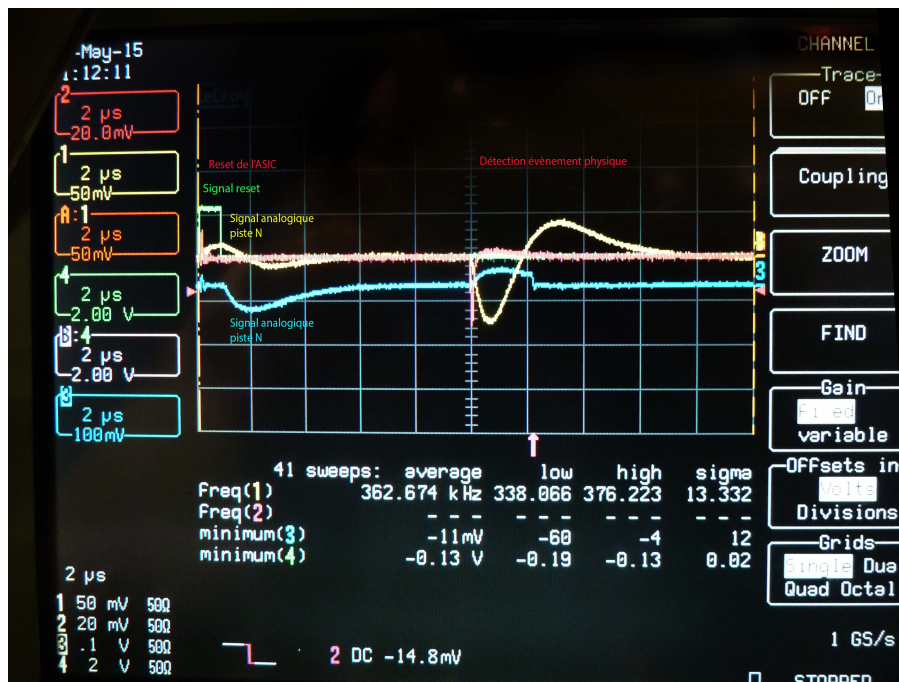 -May-15
1:12:11
CHANNEL
2
2 µs
20.0mV
1
2 µs
50mV
A:1
2 µs
50mV
4
2 µs
2.00 V
B:4
2 µs
2.00 V
3
2 µs
100mV
LeCroy
Reset de l'ASIC
Signal reset
Signal analogique
piste N
Détection évènement physique
Signal analogique
piste N
3
Trace
OFF On
Coupling
ZOOM
FIND
Gain
Fixed
variable
OFFsets in
Volts
Divisions
Grids
Single Dua
Quad Octal
41 sweeps: average low high sigma
Freq(1) 362.674 kHz 338.066 376.223 13.332
Freq(2) - - - - - - - - - - - -
minimum(3) -11mV -60 -4 12
minimum(4) -0.13 V -0.19 -0.13 0.02
2 µs
1 50 mV 50Ω
2 20 mV 50Ω
3 .1 V 50Ω
4 2 V 50Ω
2 DC -14.8mV
1 GS/s
STOPPED